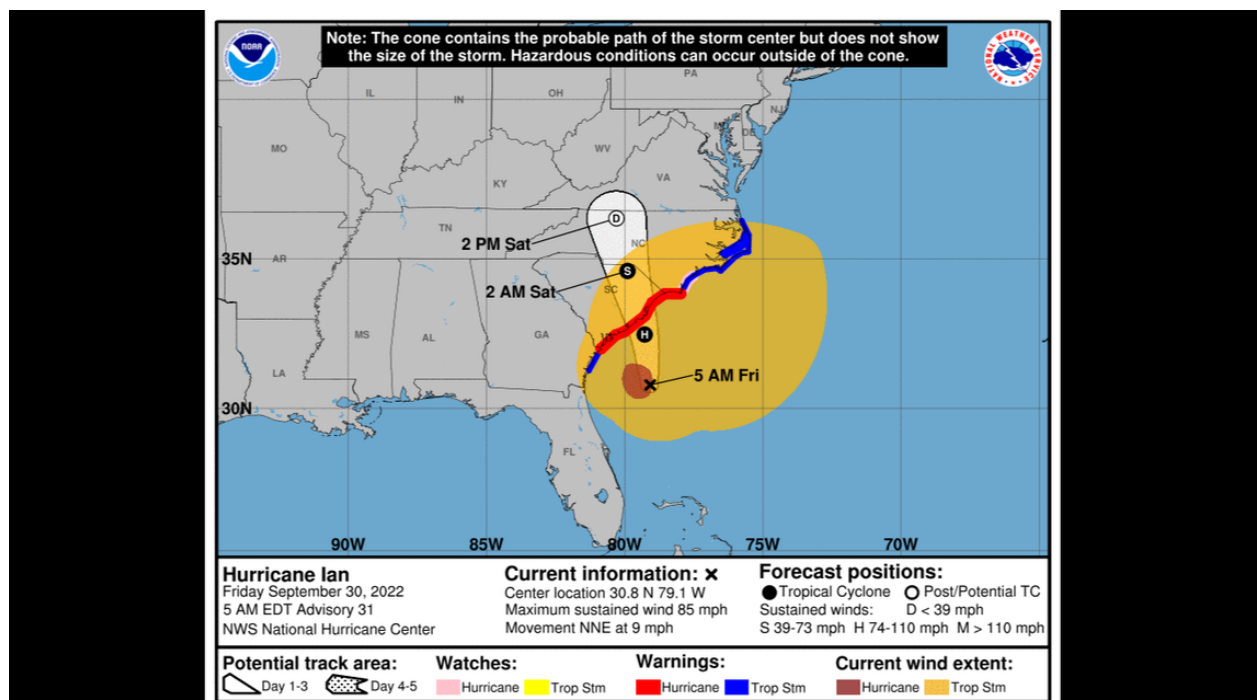 Note: The cone contains the probable path of the storm center but does not show
the size of the storm. Hazardous conditions can occur outside of the cone.
NOAA
NATIONAL WEATHER SERVICE
PA
NJ
IL
IN
OH
MD
DE
MO
WV
KY
VA
D
TN
2 PM Sat
NC
35N
AR
S
2 AM Sat
SC
MS
AL
GA
H
LA
5 AM Fri
30N
FL
90W
85W
80W
75W
70W
Hurricane Ian
Friday September 30, 2022
5 AM EDT Advisory 31
NWS National Hurricane Center
Current information: ×
Center location 30.8 N 79.1 W
Maximum sustained wind 85 mph
Movement NNE at 9 mph
Forecast positions:
Tropical Cyclone
Post/Potential TC
Sustained winds: D < 39 mph
S 39-73 mph H 74-110 mph M > 110 mph
Potential track area:
Day 1-3
Day 4-5
Watches:
Hurricane
Trop Stm
Warnings:
Hurricane
Trop Stm
Current wind extent:
Hurricane
Trop Stm